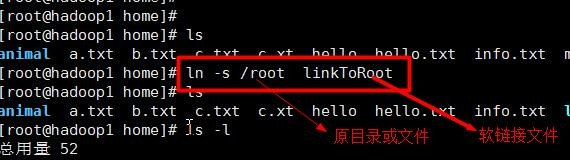 [root@hadoop1 home]#
[root@hadoop1 home]# ls
animal a.txt b.txt c.txt c.xt hello hello.txt info.txt m
[root@hadoop1 home]# ln -s /root linkToRoot
[root@hadoop1 home]# ls
animal a.txt b.txt c.txt c.xt hello hello.txt info.txt l
[root@hadoop1 home]# ls -l
原目录或文件
软链接文件
总用量 52